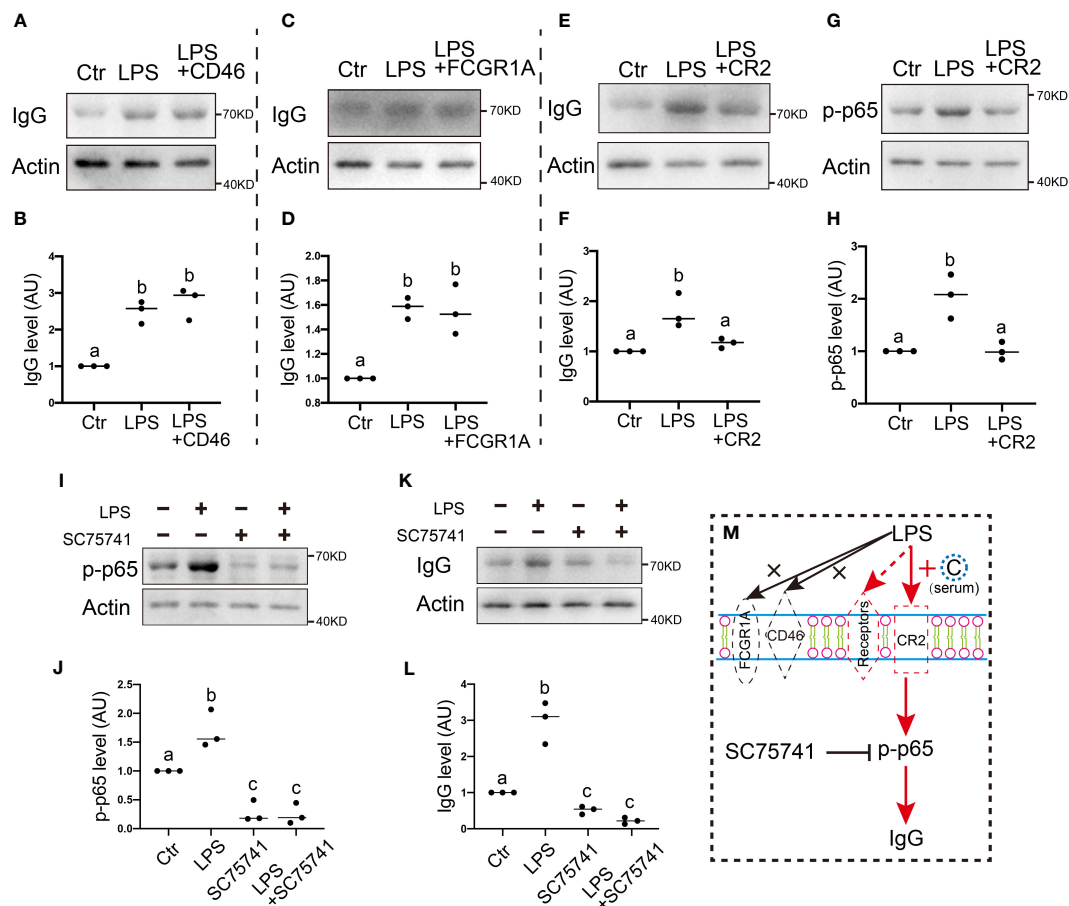 A
Ctr LPS LPS
+CD46
IgG
70KD
Actin
40KD
B
IgG level (AU)
4
3
2
1
0
a
b
b
Ctr
LPS
LPS
+CD46
C
Ctr LPS LPS
+FCGR1A
IgG
70KD
Actin
40KD
D
IgG level (AU)
2.0
1.8
1.6
1.4
1.2
1.0
0.8
a
b
b
Ctr
LPS
LPS
+FCGR1A
E
Ctr LPS LPS
+CR2
IgG
70KD
Actin
40KD
F
IgG level (AU)
3
2
1
0
a
b
a
Ctr
LPS
LPS
+CR2
G
Ctr LPS LPS
+CR2
p-p65
70KD
Actin
40KD
H
p-p65 level (AU)
3
2
1
0
a
b
a
Ctr
LPS
LPS
+CR2
I
LPS − + − +
SC75741 − − + +
p-p65
70KD
Actin
40KD
J
p-p65 level (AU)
2.5
2.0
1.5
1.0
0.5
0.0
a
b
c
c
Ctr
LPS
SC75741
LPS
+SC75741
K
LPS − + − +
SC75741 − − + +
IgG
70KD
Actin
40KD
L
IgG level (AU)
4
3
2
1
0
a
b
c
c
Ctr
LPS
SC75741
LPS
+SC75741
M
LPS
× ×
+ C
(serum)
FCGR1A
CD46
Receptors
CR2
SC75741
p-p65
IgG